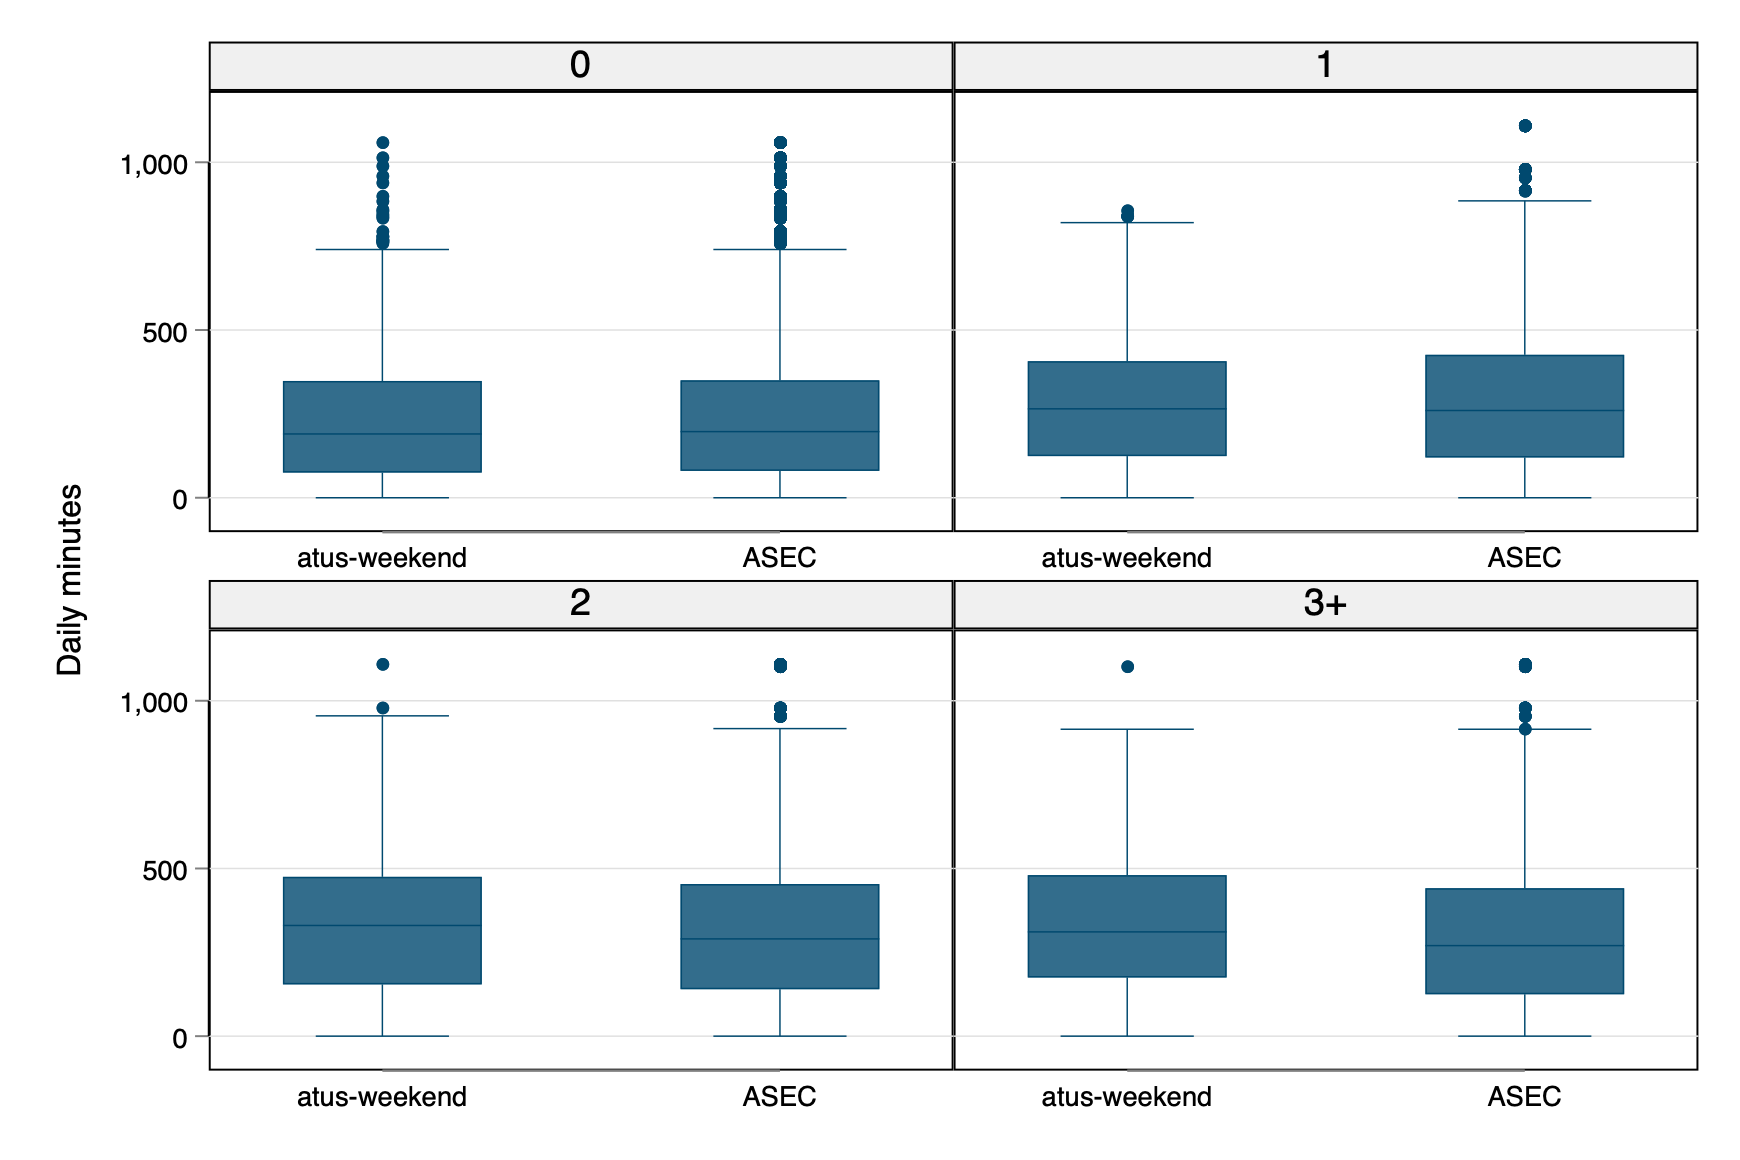 0
1
1,000
500
0
atus-weekend
ASEC
atus-weekend
ASEC
Daily minutes
2
3+
1,000
500
0
atus-weekend
ASEC
atus-weekend
ASEC